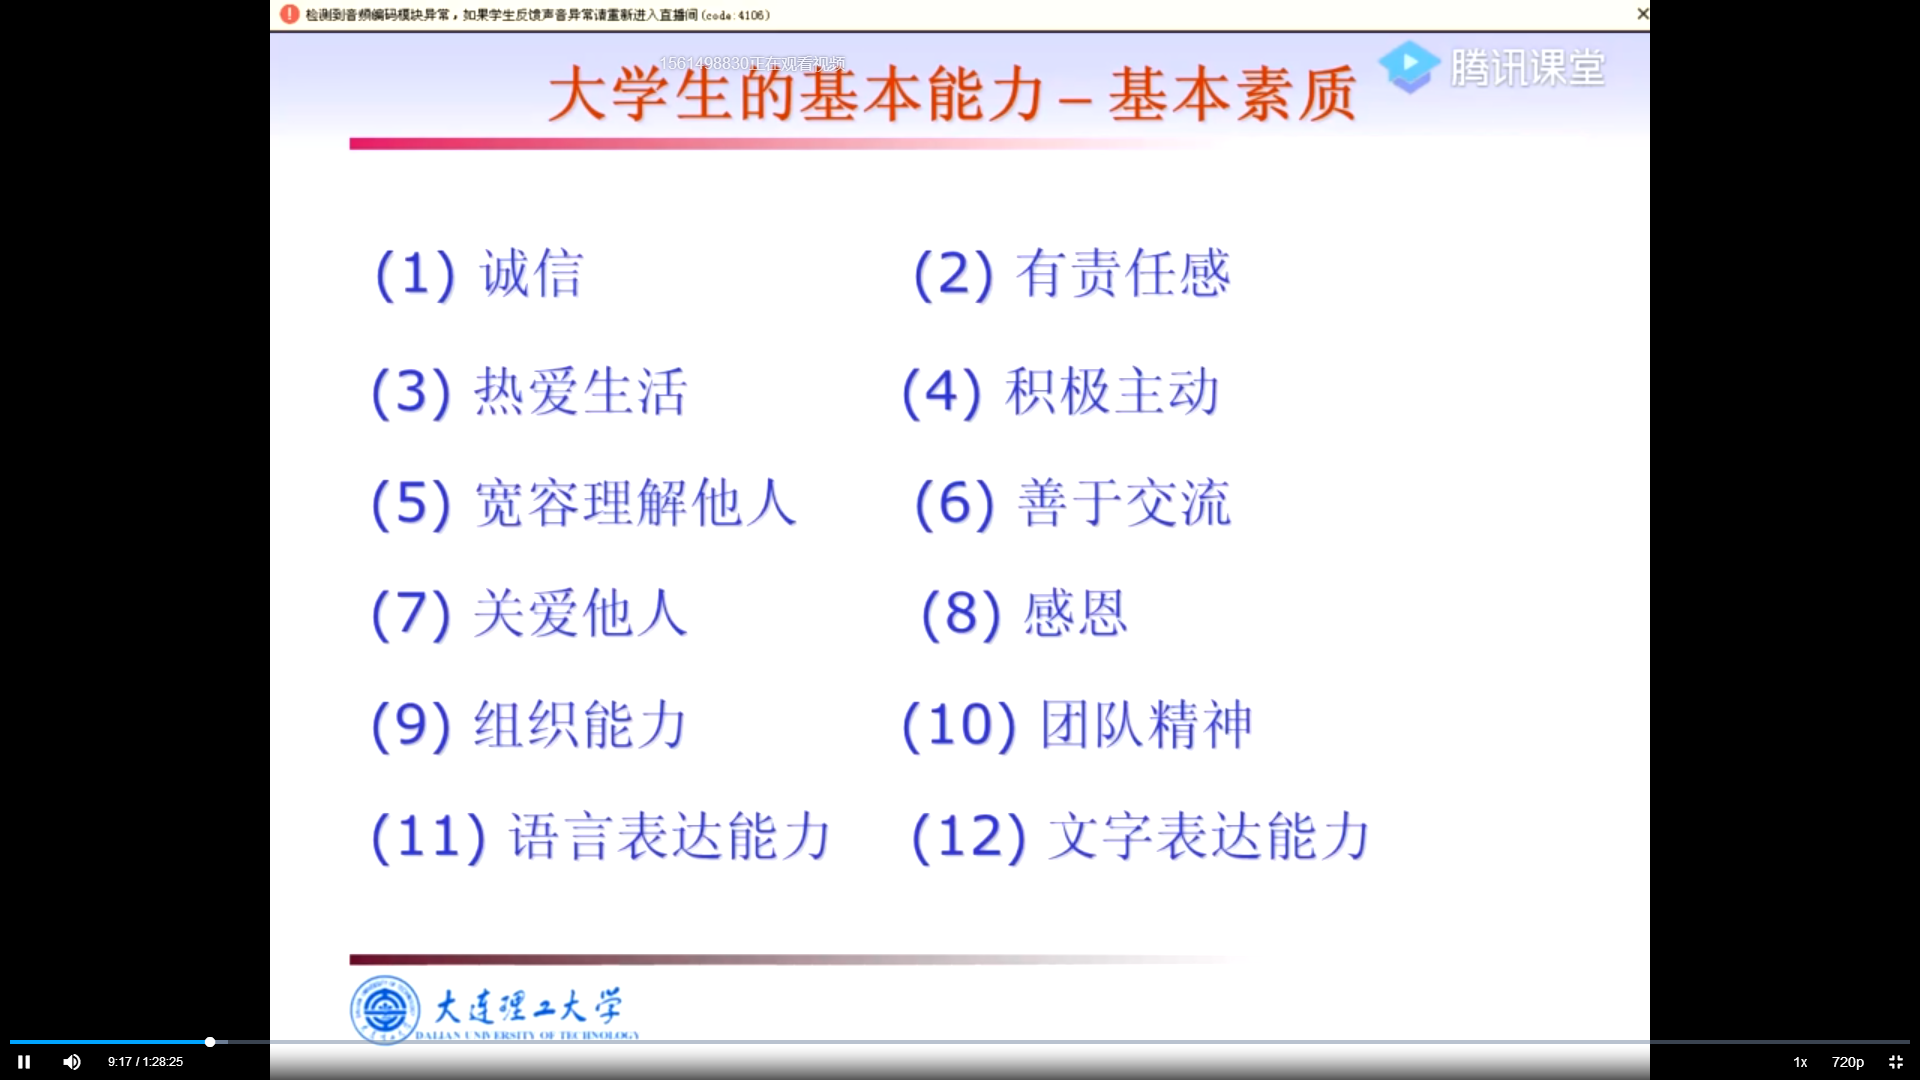 检测到音频编码模块异常，如果学生反馈声音异常请重新进入直播间(code:4106)
1561498830正在观看视频
腾讯课堂
大学生的基本能力 – 基本素质
(1) 诚信 (2) 有责任感
(3) 热爱生活 (4) 积极主动
(5) 宽容理解他人 (6) 善于交流
(7) 关爱他人 (8) 感恩
(9) 组织能力 (10) 团队精神
(11) 语言表达能力 (12) 文字表达能力
大连理工大学
DALIAN UNIVERSITY OF TECHNOLOGY
9:17 / 1:28:25 1x 720p